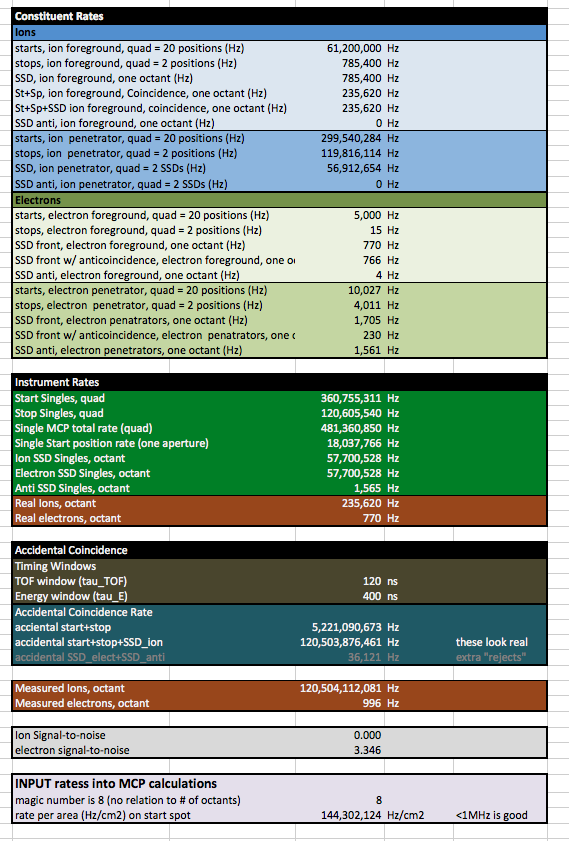 Constituent Rates
Ions
starts, ion foreground, quad = 20 positions (Hz) 61,200,000 Hz
stops, ion foreground, quad = 2 positions (Hz) 785,400 Hz
SSD, ion foreground, one octant (Hz) 785,400 Hz
St+Sp, ion foreground, Coincidence, one octant (Hz) 235,620 Hz
St+Sp+SSD ion foreground, coincidence, one octant (Hz) 235,620 Hz
SSD anti, ion foreground, one octant (Hz) 0 Hz
starts, ion penetrator, quad = 20 positions (Hz) 299,540,284 Hz
stops, ion penetrator, quad = 2 positions (Hz) 119,816,114 Hz
SSD, ion penetrator, quad = 2 SSDs (Hz) 56,912,654 Hz
SSD anti, ion penetrator, quad = 2 SSDs (Hz) 0 Hz
Electrons
starts, electron foreground, quad = 20 positions (Hz) 5,000 Hz
stops, electron foreground, quad = 2 positions (Hz) 15 Hz
SSD front, electron foreground, one octant (Hz) 770 Hz
SSD front w/ anticoincidence, electron foreground, one o 766 Hz
SSD anti, electron foreground, one octant (Hz) 4 Hz
starts, electron penetrator, quad = 20 positions (Hz) 10,027 Hz
stops, electron penetrator, quad = 2 positions (Hz) 4,011 Hz
SSD front, electron penatrators, one octant (Hz) 1,705 Hz
SSD front w/ anticoincidence, electron penatrators, one 230 Hz
SSD anti, electron penetrators, one octant (Hz) 1,561 Hz
Instrument Rates
Start Singles, quad 360,755,311 Hz
Stop Singles, quad 120,605,540 Hz
Single MCP total rate (quad) 481,360,850 Hz
Single Start position rate (one aperture) 18,037,766 Hz
Ion SSD Singles, octant 57,700,528 Hz
Electron SSD Singles, octant 57,700,528 Hz
Anti SSD Singles, octant 1,565 Hz
Real Ions, octant 235,620 Hz
Real electrons, octant 770 Hz
Accidental Coincidence
Timing Windows
TOF window (tau_TOF) 120 ns
Energy window (tau_E) 400 ns
Accidental Coincidence Rate
acciental start+stop 5,221,090,673 Hz
accidental start+stop+SSD_ion 120,503,876,461 Hz these look real
accidental SSD_elect+SSD_anti 36,121 Hz extra "rejects"
Measured Ions, octant 120,504,112,081 Hz
Measured electrons, octant 996 Hz
Ion Signal-to-noise 0.000
electron signal-to-noise 3.346
INPUT ratess into MCP calculations
magic number is 8 (no relation to # of octants) 8
rate per area (Hz/cm2) on start spot 144,302,124 Hz/cm2 <1MHz is good